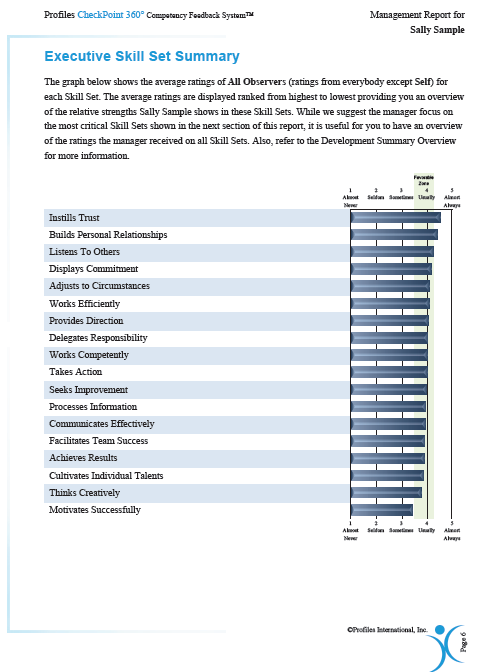 Profiles CheckPoint 360° Competency Feedback System™
Management Report for
Sally Sample
Executive Skill Set Summary
The graph below shows the average ratings of All Observers (ratings from everybody except Self) for
each Skill Set. The average ratings are displayed ranked from highest to lowest providing you an overview
of the relative strengths Sally Sample shows in these Skill Sets. While we suggest the manager focus on
the most critical Skill Sets shown in the next section of this report, it is useful for you to have an overview
of the ratings the manager received on all Skill Sets. Also, refer to the Development Summary Overview
for more information.
Favorable
Zone
1 2 3 4 5
Almost Seldom Sometimes Usually Almost
Never Always
Instills Trust
Builds Personal Relationships
Listens To Others
Displays Commitment
Adjusts to Circumstances
Works Efficiently
Provides Direction
Delegates Responsibility
Works Competently
Takes Action
Seeks Improvement
Processes Information
Communicates Effectively
Facilitates Team Success
Achieves Results
Cultivates Individual Talents
Thinks Creatively
Motivates Successfully
1 2 3 4 5
Almost Seldom Sometimes Usually Almost
Never Always
©Profiles International, Inc.
Page 6